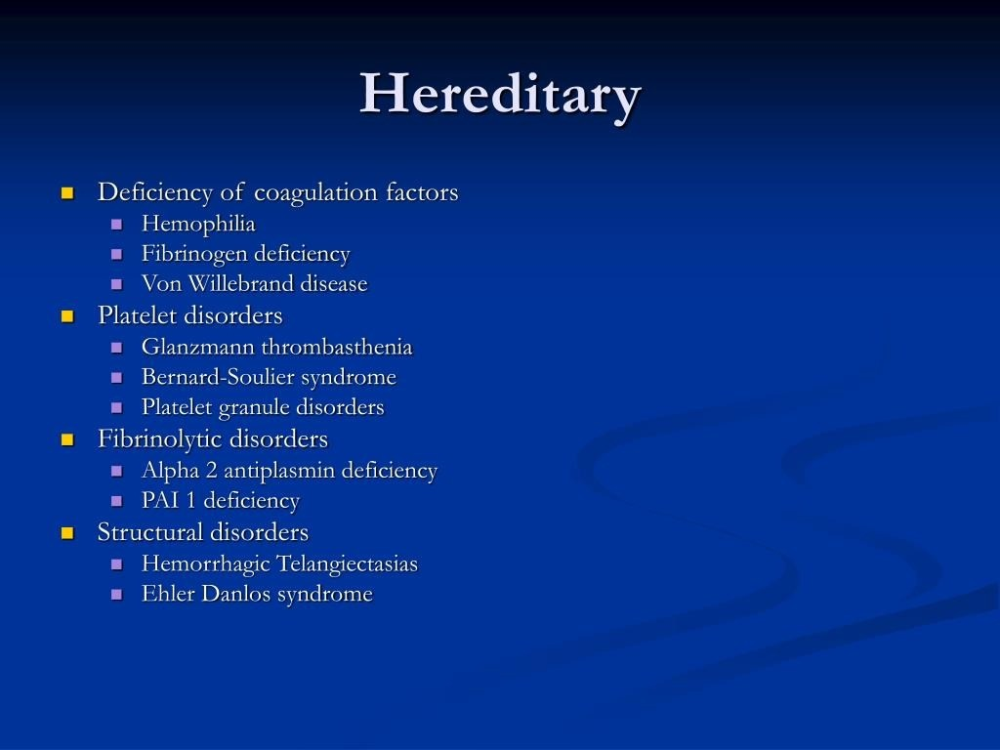 Hereditary
Deficiency of coagulation factors
Hemophilia
Fibrinogen deficiency
Von Willebrand disease
Platelet disorders
Glanzmann thrombasthenia
Bernard-Soulier syndrome
Platelet granule disorders
Fibrinolytic disorders
Alpha 2 antiplasmin deficiency
PAI 1 deficiency
Structural disorders
Hemorrhagic Telangiectasias
Ehler Danlos syndrome